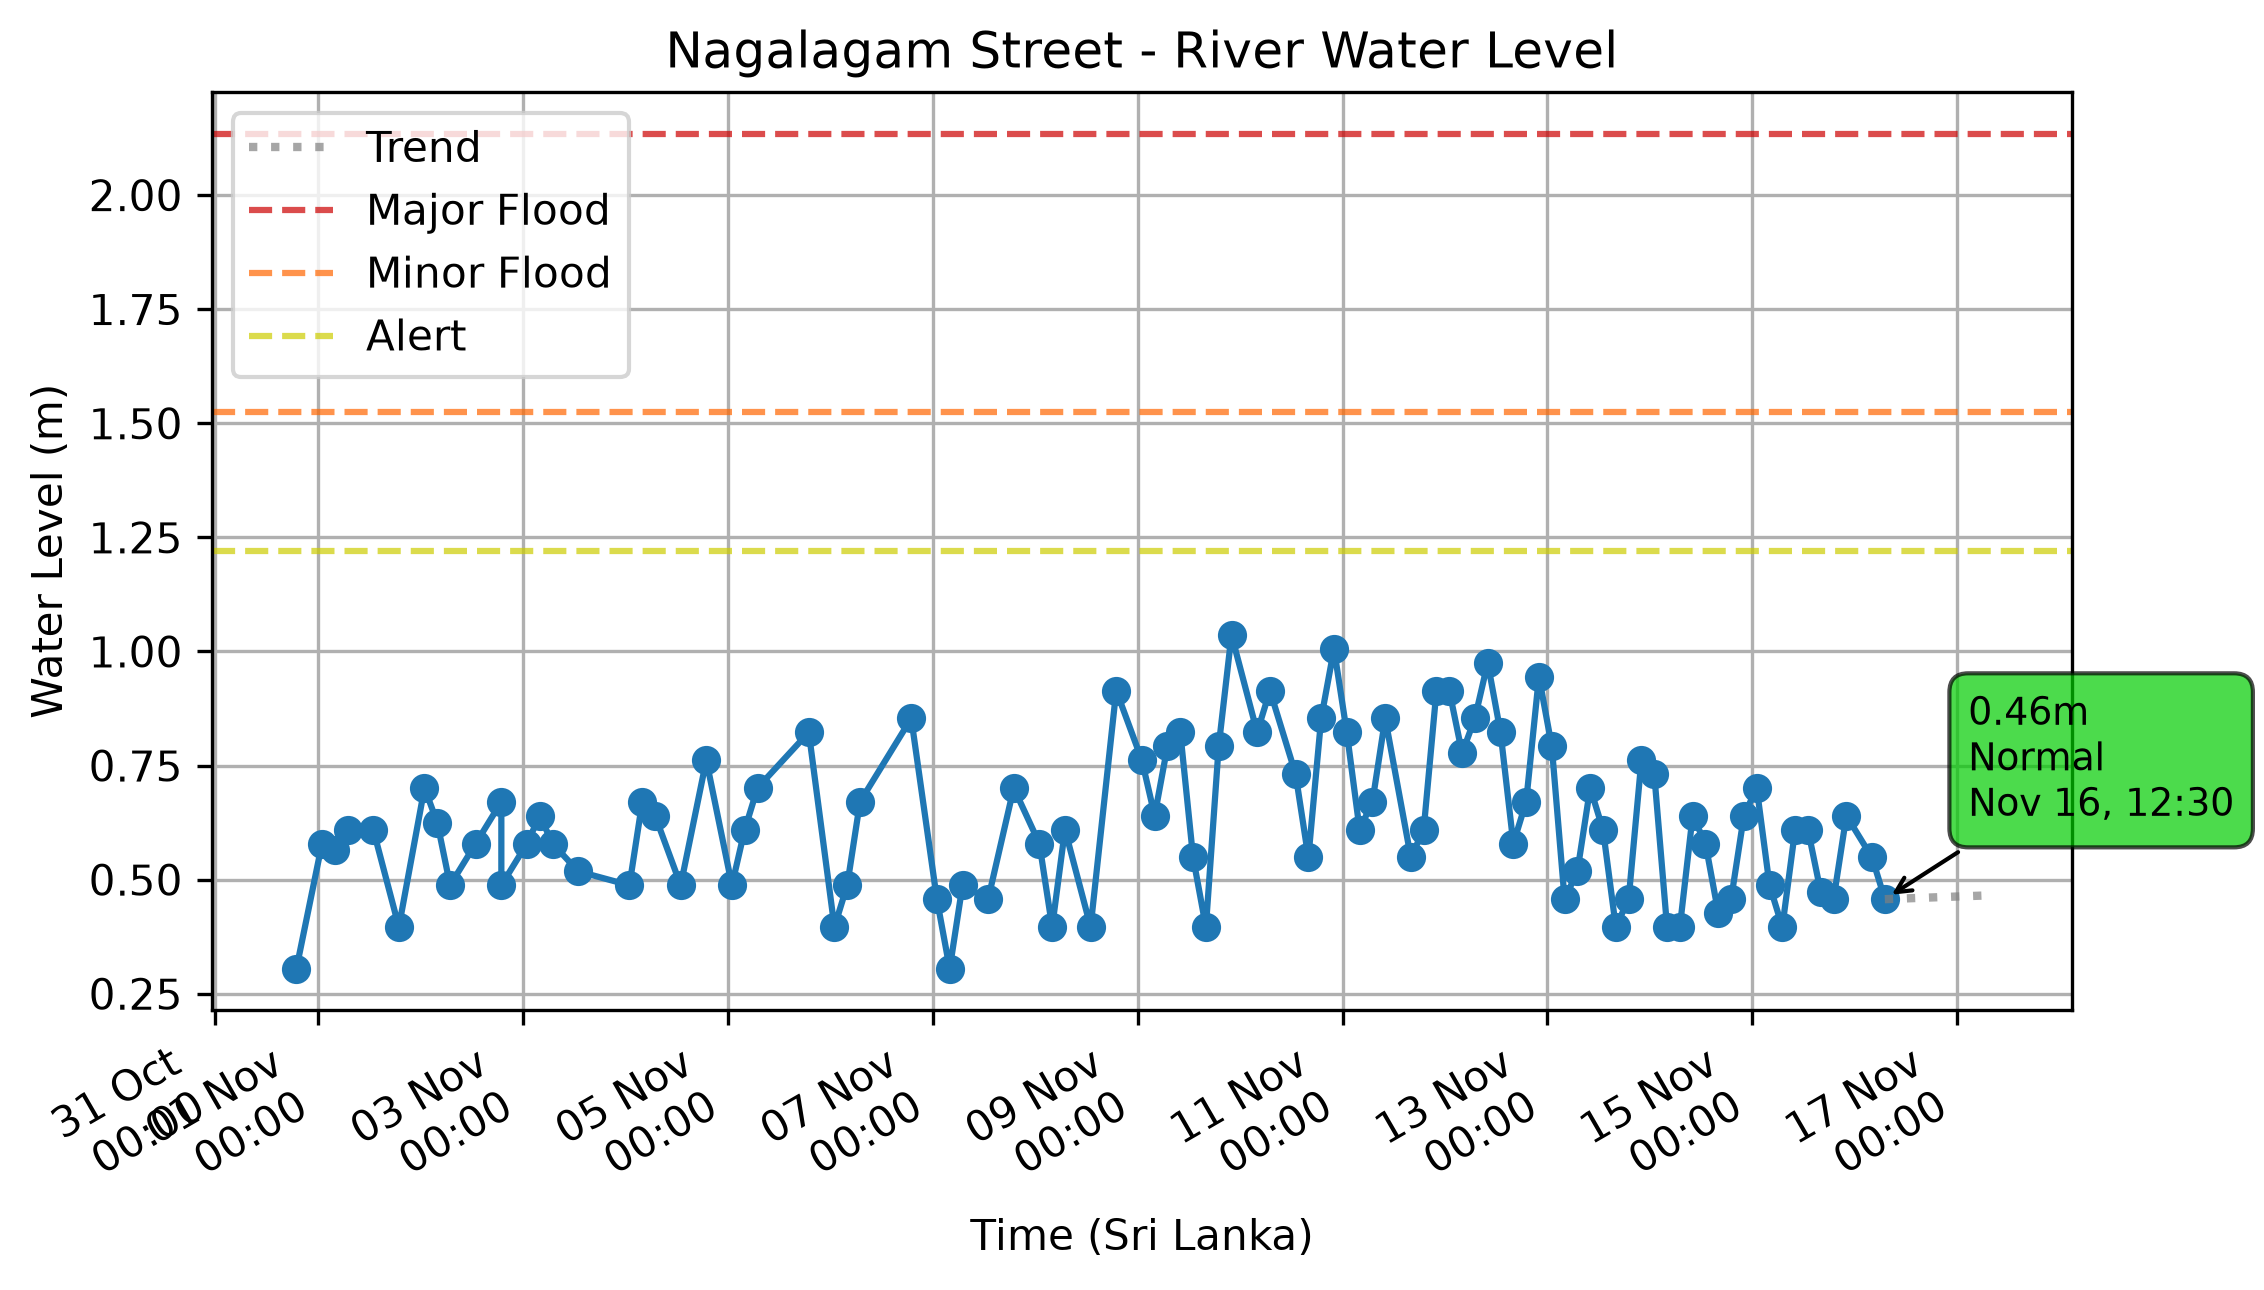 Nagalagam Street - River Water Level
Trend
Major Flood
Minor Flood
Alert
2.00
1.75
1.50
1.25
1.00
0.75
0.50
0.25
Water Level (m)
0.46m
Normal
Nov 16, 12:30
31 Oct
00:00
01 Nov
00:00
03 Nov
00:00
05 Nov
00:00
07 Nov
00:00
09 Nov
00:00
11 Nov
00:00
13 Nov
00:00
15 Nov
00:00
17 Nov
00:00
Time (Sri Lanka)